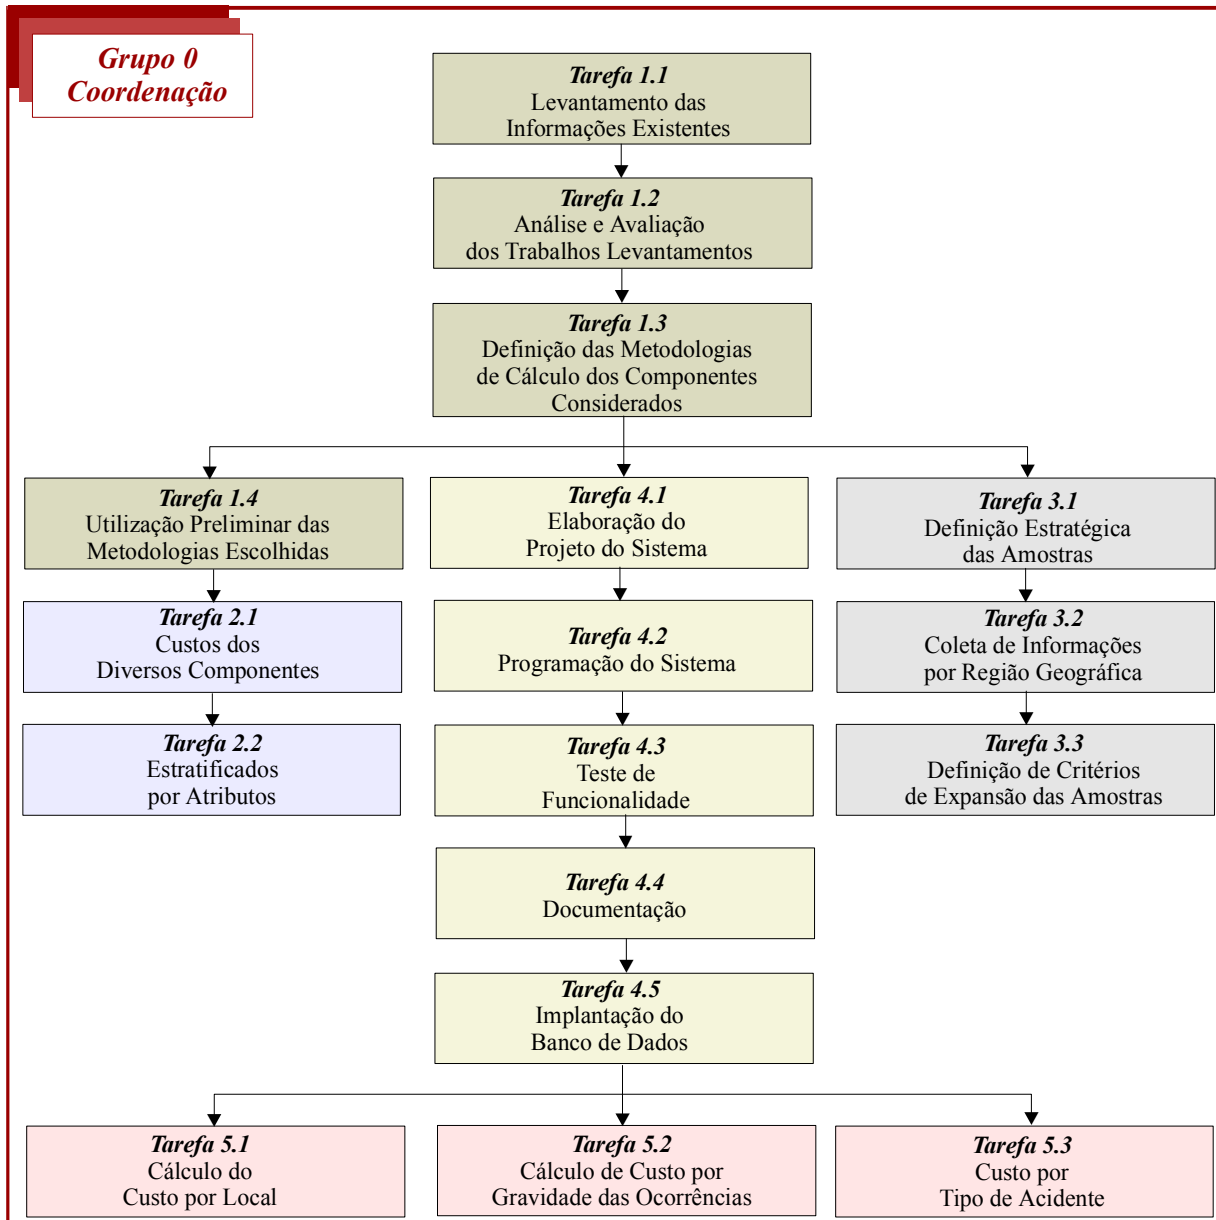 Grupo 0
Coordenação
Tarefa 1.1
Levantamento das
Informações Existentes
Tarefa 1.2
Análise e Avaliação
dos Trabalhos Levantamentos
Tarefa 1.3
Definição das Metodologias
de Cálculo dos Componentes
Considerados
Tarefa 1.4
Utilização Preliminar das
Metodologias Escolhidas
Tarefa 4.1
Elaboração do
Projeto do Sistema
Tarefa 3.1
Definição Estratégica
das Amostras
Tarefa 2.1
Custos dos
Diversos Componentes
Tarefa 4.2
Programação do Sistema
Tarefa 3.2
Coleta de Informações
por Região Geográfica
Tarefa 2.2
Estratificados
por Atributos
Tarefa 4.3
Teste de
Funcionalidade
Tarefa 3.3
Definição de Critérios
de Expansão das Amostras
Tarefa 4.4
Documentação
Tarefa 4.5
Implantação do
Banco de Dados
Tarefa 5.1
Cálculo do
Custo por Local
Tarefa 5.2
Cálculo de Custo por
Gravidade das Ocorrências
Tarefa 5.3
Custo por
Tipo de Acidente